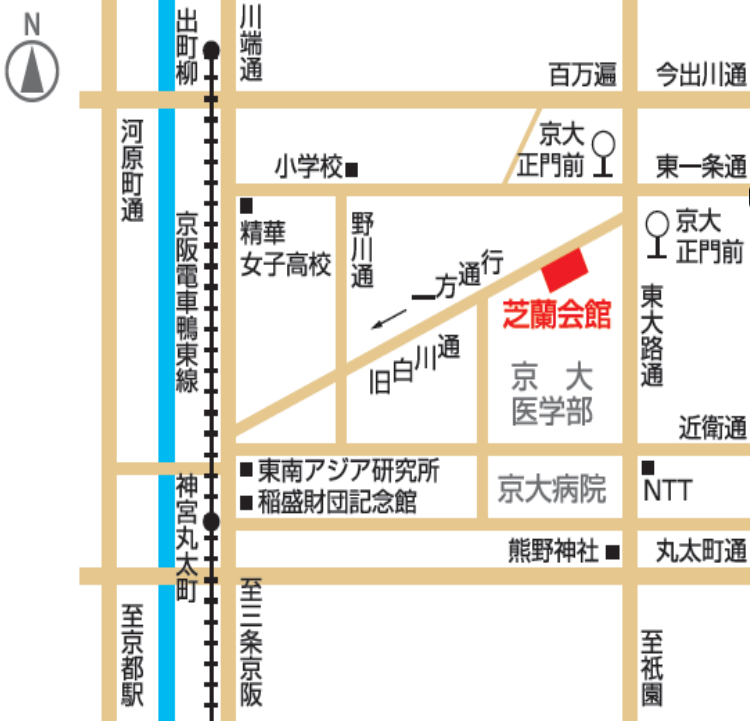 N
出町柳
川端通
百万遍
今出川通
河原町通
小学校
京大
正門前
東一条通
京阪電車鴨東線
精華
女子高校
野川通
一方通行
京大
正門前
芝蘭会館
旧白川通
東大路通
京大
医学部
近衛通
東南アジア研究所
稲盛財団記念館
京大病院
NTT
神宮丸太町
熊野神社
丸太町通
至京都駅
至三条京阪
至祇園